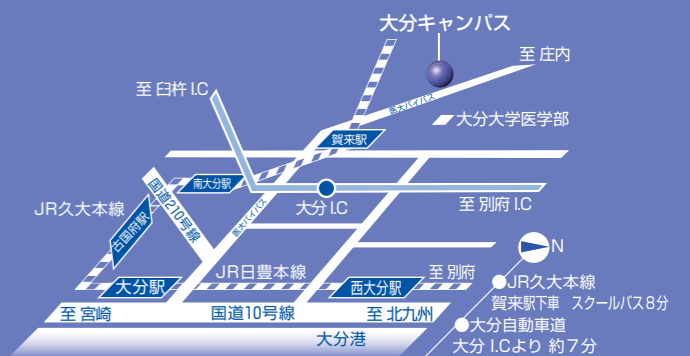 大分キャンパス
至 庄内
至 臼杵 I.C
医大バイパス
大分大学医学部
賀来駅
南大分駅
国道210号線
医大バイパス
大分 I.C
至 別府 I.C
JR久大本線
古国府駅
N
JR日豊本線
至 別府
大分駅
西大分駅
JR久大本線
賀来駅下車 スクールバス8分
至 宮崎
国道10号線
至 北九州
大分自動車道
大分港
大分 I.Cより 約7分